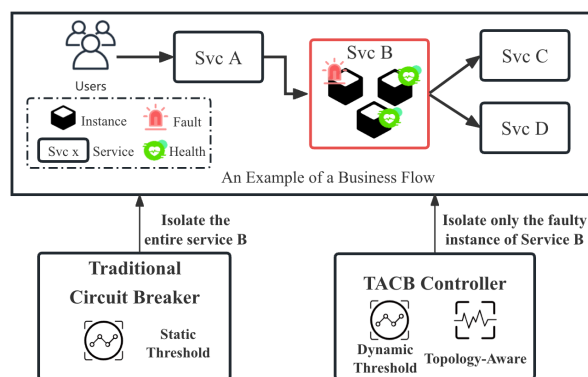 Users
Svc A
Svc B
Svc C
Svc D
Instance
Fault
Svc x
Service
Health
An Example of a Business Flow
Isolate the
entire service B
Isolate only the faulty
instance of Service B
Traditional
Circuit Breaker
Static
Threshold
TACB Controller
Dynamic
Threshold
Topology-Aware